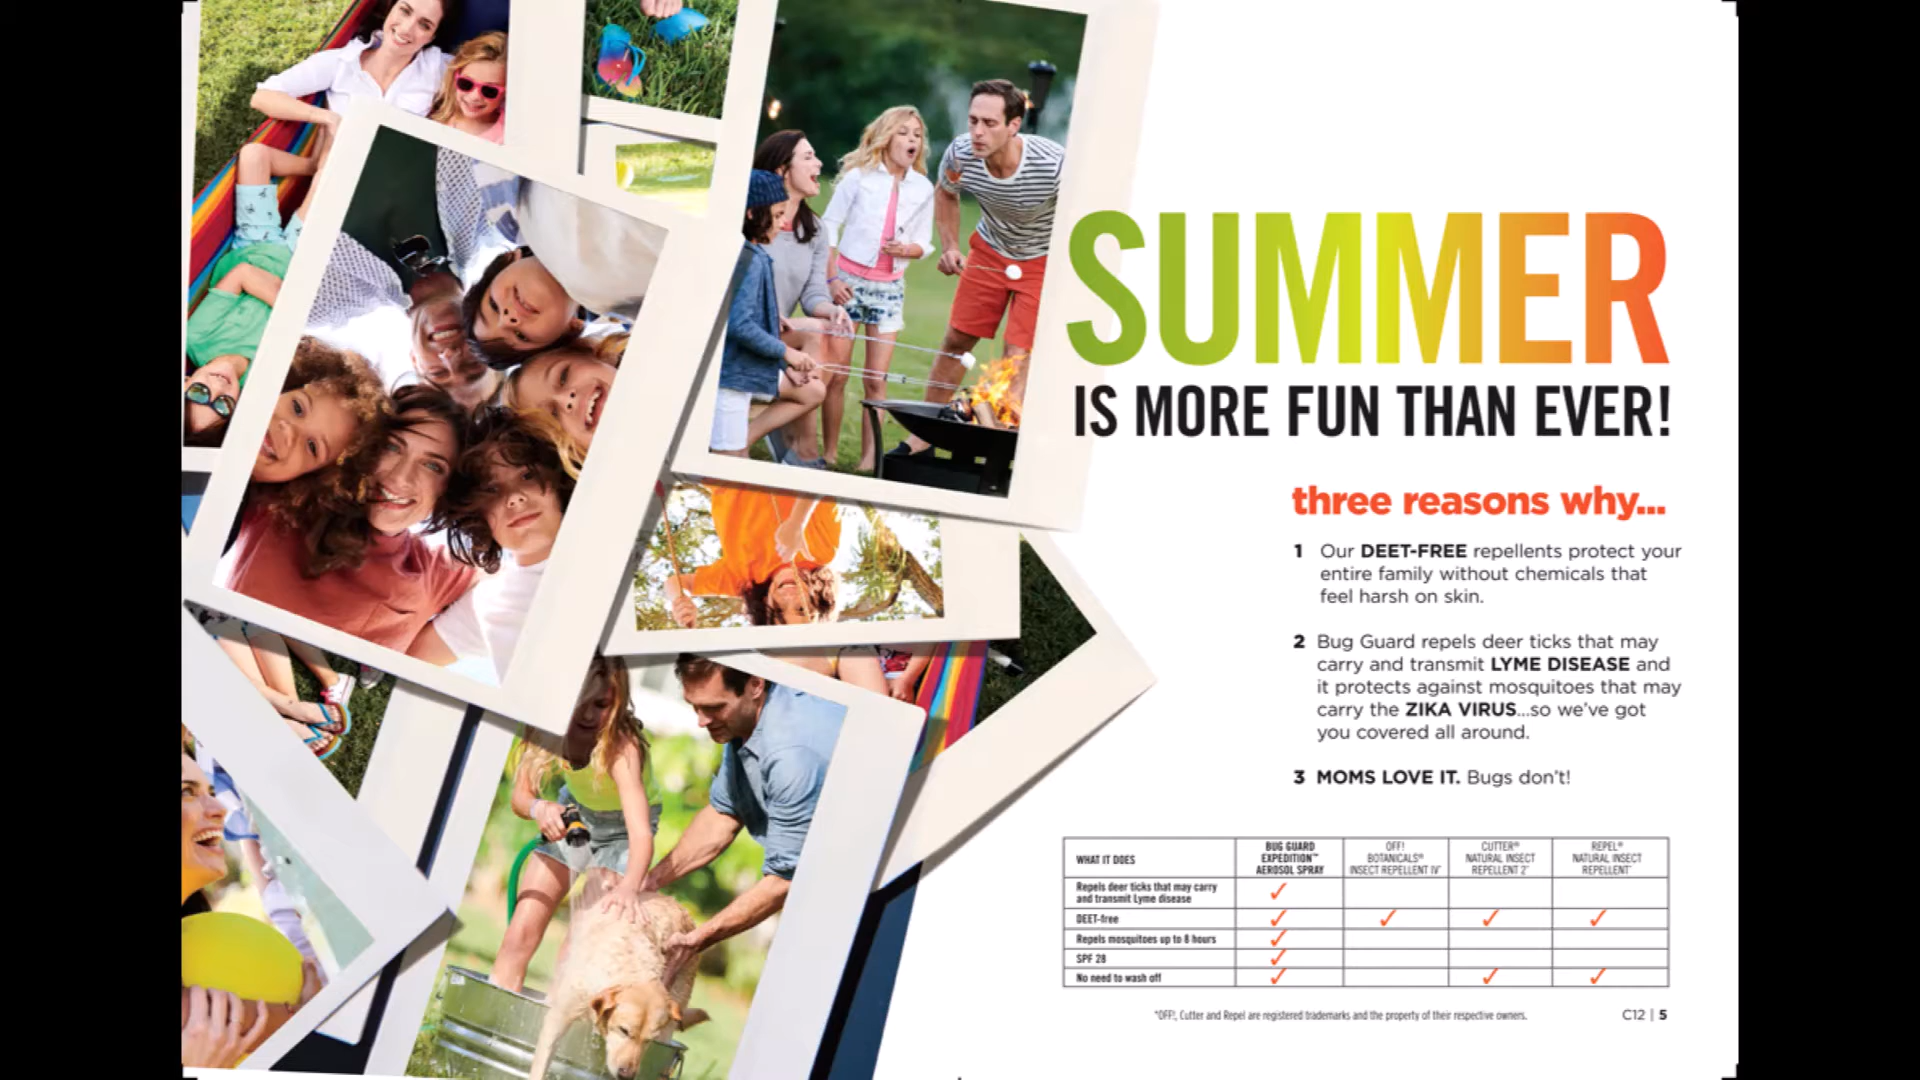 SUMMER
IS MORE FUN THAN EVER!
three reasons why...
1 Our DEET-FREE repellents protect your
entire family without chemicals that
feel harsh on skin.
2 Bug Guard repels deer ticks that may
carry and transmit LYME DISEASE and
it protects against mosquitoes that may
carry the ZIKA VIRUS...so we've got
you covered all around.
3 MOMS LOVE IT. Bugs don't!
WHAT IT DOES
BUG GUARD
EXPEDITION™
AEROSOL SPRAY
OFF!
BOTANICALS®
INSECT REPELLENT IV*
CUTTER®
NATURAL INSECT
REPELLENT 2*
REPEL®
NATURAL INSECT
REPELLENT*
Repels deer ticks that may carry
and transmit Lyme disease ✓
DEET-free ✓ ✓ ✓ ✓
Repels mosquitoes up to 8 hours ✓
SPF 28 ✓
No need to wash off ✓ ✓ ✓
*OFF!, Cutter and Repel are registered trademarks and the property of their respective owners.
C12 | 5